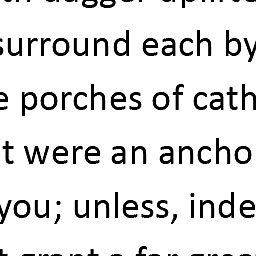 surround each by
porches of cath
t were an ancho
you; unless, inde